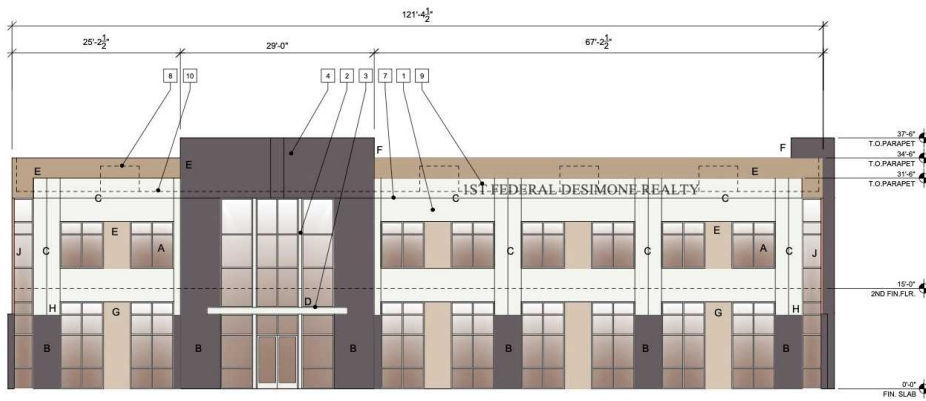 121'-4 1/2"
25'-2 1/2" 29'-0" 67'-2 1/2"
8 10 4 2 3 7 1 9
F F 37'-6"
T.O.PARAPET
34'-6"
T.O.PARAPET
E E E 31'-6"
T.O.PARAPET
1ST FEDERAL DESIMONE REALTY
C C C
E E
J C A C C A C J
15'-0"
2ND FIN.FLR.
H D H
G G
B B B B B B
0'-0"
FIN. SLAB